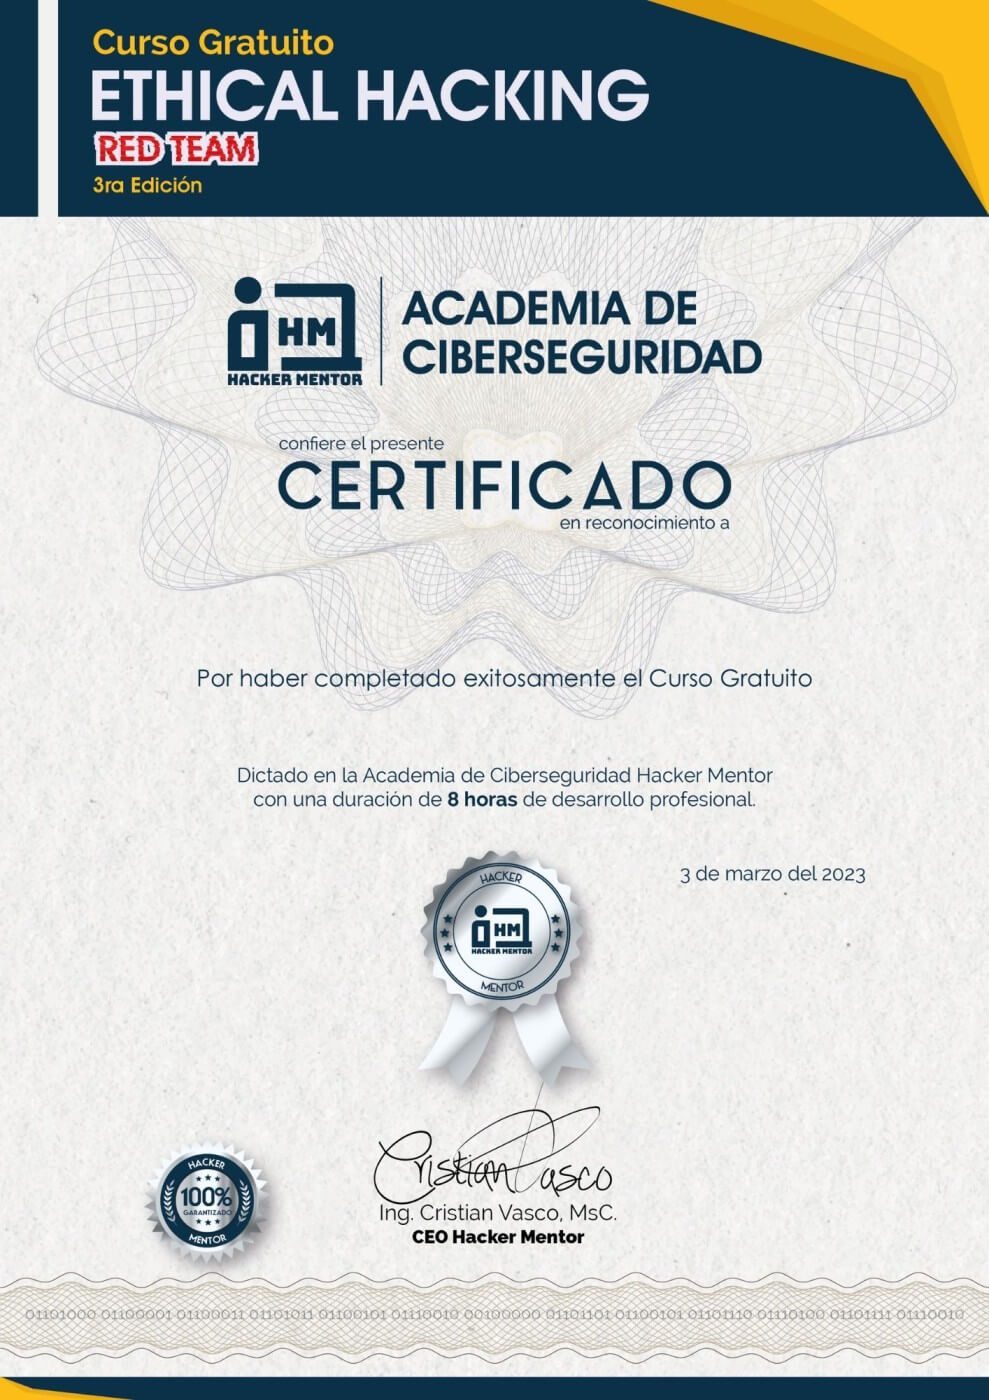 Curso Gratuito
ETHICAL HACKING
RED TEAM
3ra Edición
HM
HACKER MENTOR
ACADEMIA DE
CIBERSEGURIDAD
confiere el presente
CERTIFICADO
en reconocimiento a
Por haber completado exitosamente el Curso Gratuito
Dictado en la Academia de Ciberseguridad Hacker Mentor
con una duración de 8 horas de desarrollo profesional.
3 de marzo del 2023
HACKER
HM
HACKER MENTOR
MENTOR
Cristian Vasco
Ing. Cristian Vasco, MsC.
CEO Hacker Mentor
HACKER
100%
GARANTIZADO
MENTOR
01101000 01100001 01100011 01101011 01100101 01110010 00100000 01101101 01100101 01101110 01110100 01101111 01110010